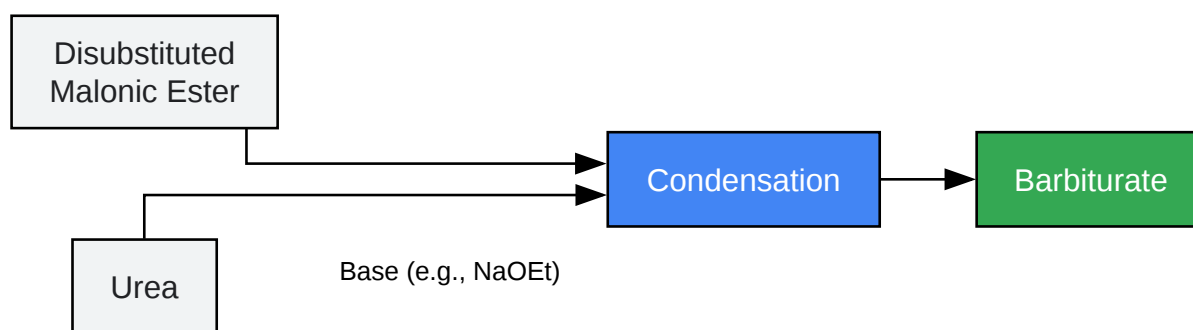 Disubstituted
Malonic Ester
Condensation
Barbiturate
Urea
Base (e.g., NaOEt)